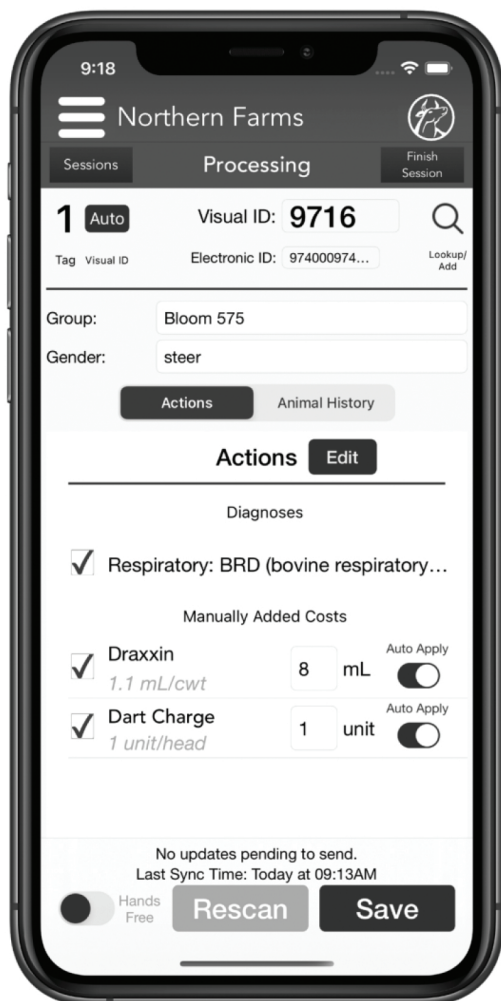 9:18
Northern Farms
Sessions
Processing
Finish
Session
1 Auto
Visual ID: 9716
Tag Visual ID
Electronic ID: 974000974...
Lookup/
Add
Group: Bloom 575
Gender: steer
Actions
Animal History
Actions Edit
Diagnoses
Respiratory: BRD (bovine respiratory...
Manually Added Costs
Draxxin
1.1 mL/cwt
8 mL
Auto Apply
Dart Charge
1 unit/head
1 unit
Auto Apply
No updates pending to send.
Last Sync Time: Today at 09:13AM
Hands
Free
Rescan
Save